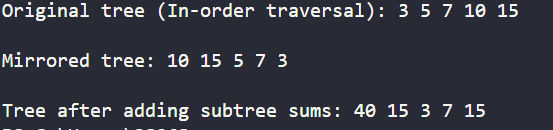 Original tree (In-order traversal): 3 5 7 10 15
Mirrored tree: 10 15 5 7 3
Tree after adding subtree sums: 40 15 3 7 15